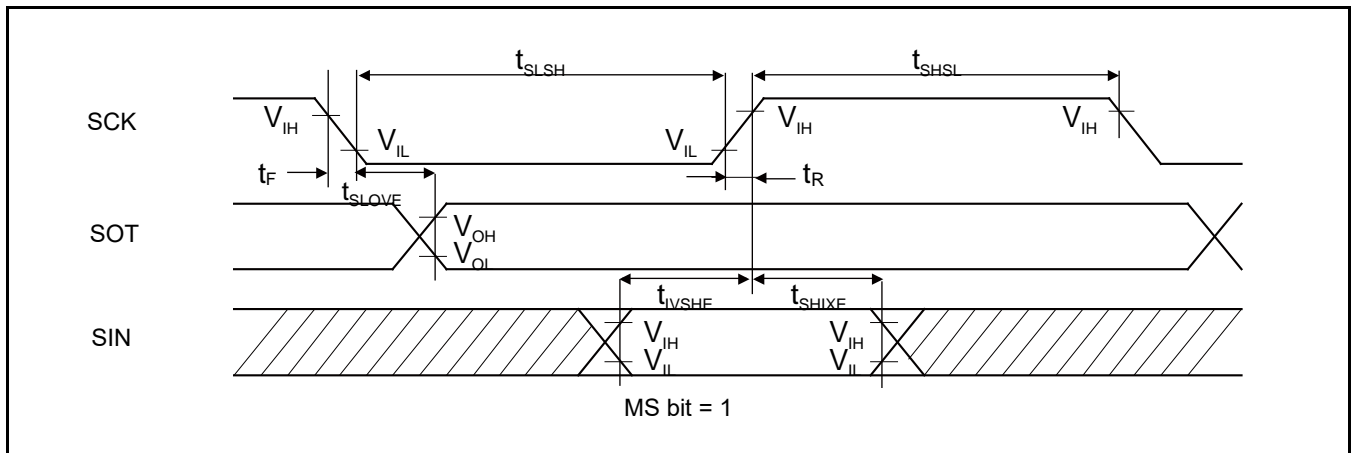 tSLSH tSHSL
SCK VIH VIL VIL VIH VIH
tF tSLOVE tR
SOT VOH
VOL
tIVSHE tSHIXE
SIN VIH VIH
VIL VIL
MS bit = 1